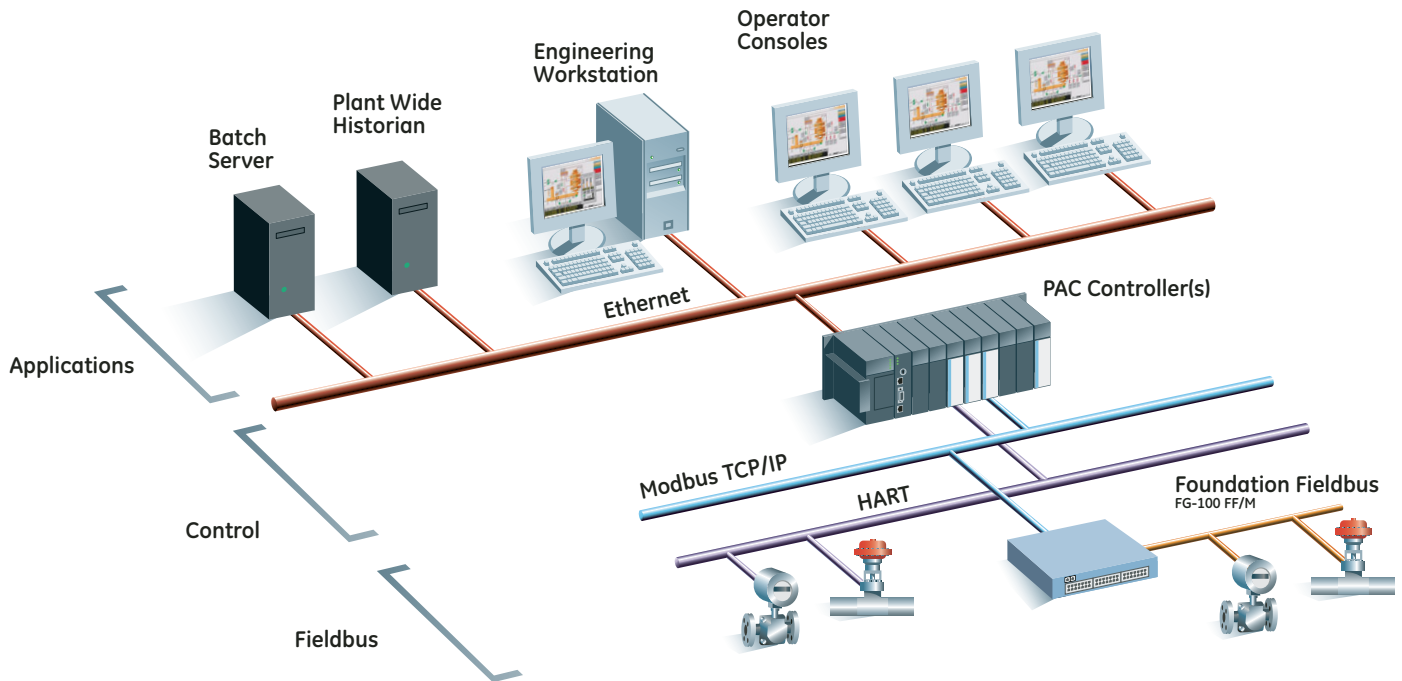 Operator
Consoles
Engineering
Workstation
Plant Wide
Historian
Batch
Server
Ethernet
PAC Controller(s)
Applications
Modbus TCP/IP
HART
Foundation Fieldbus
FG-100 FF/M
Control
Fieldbus